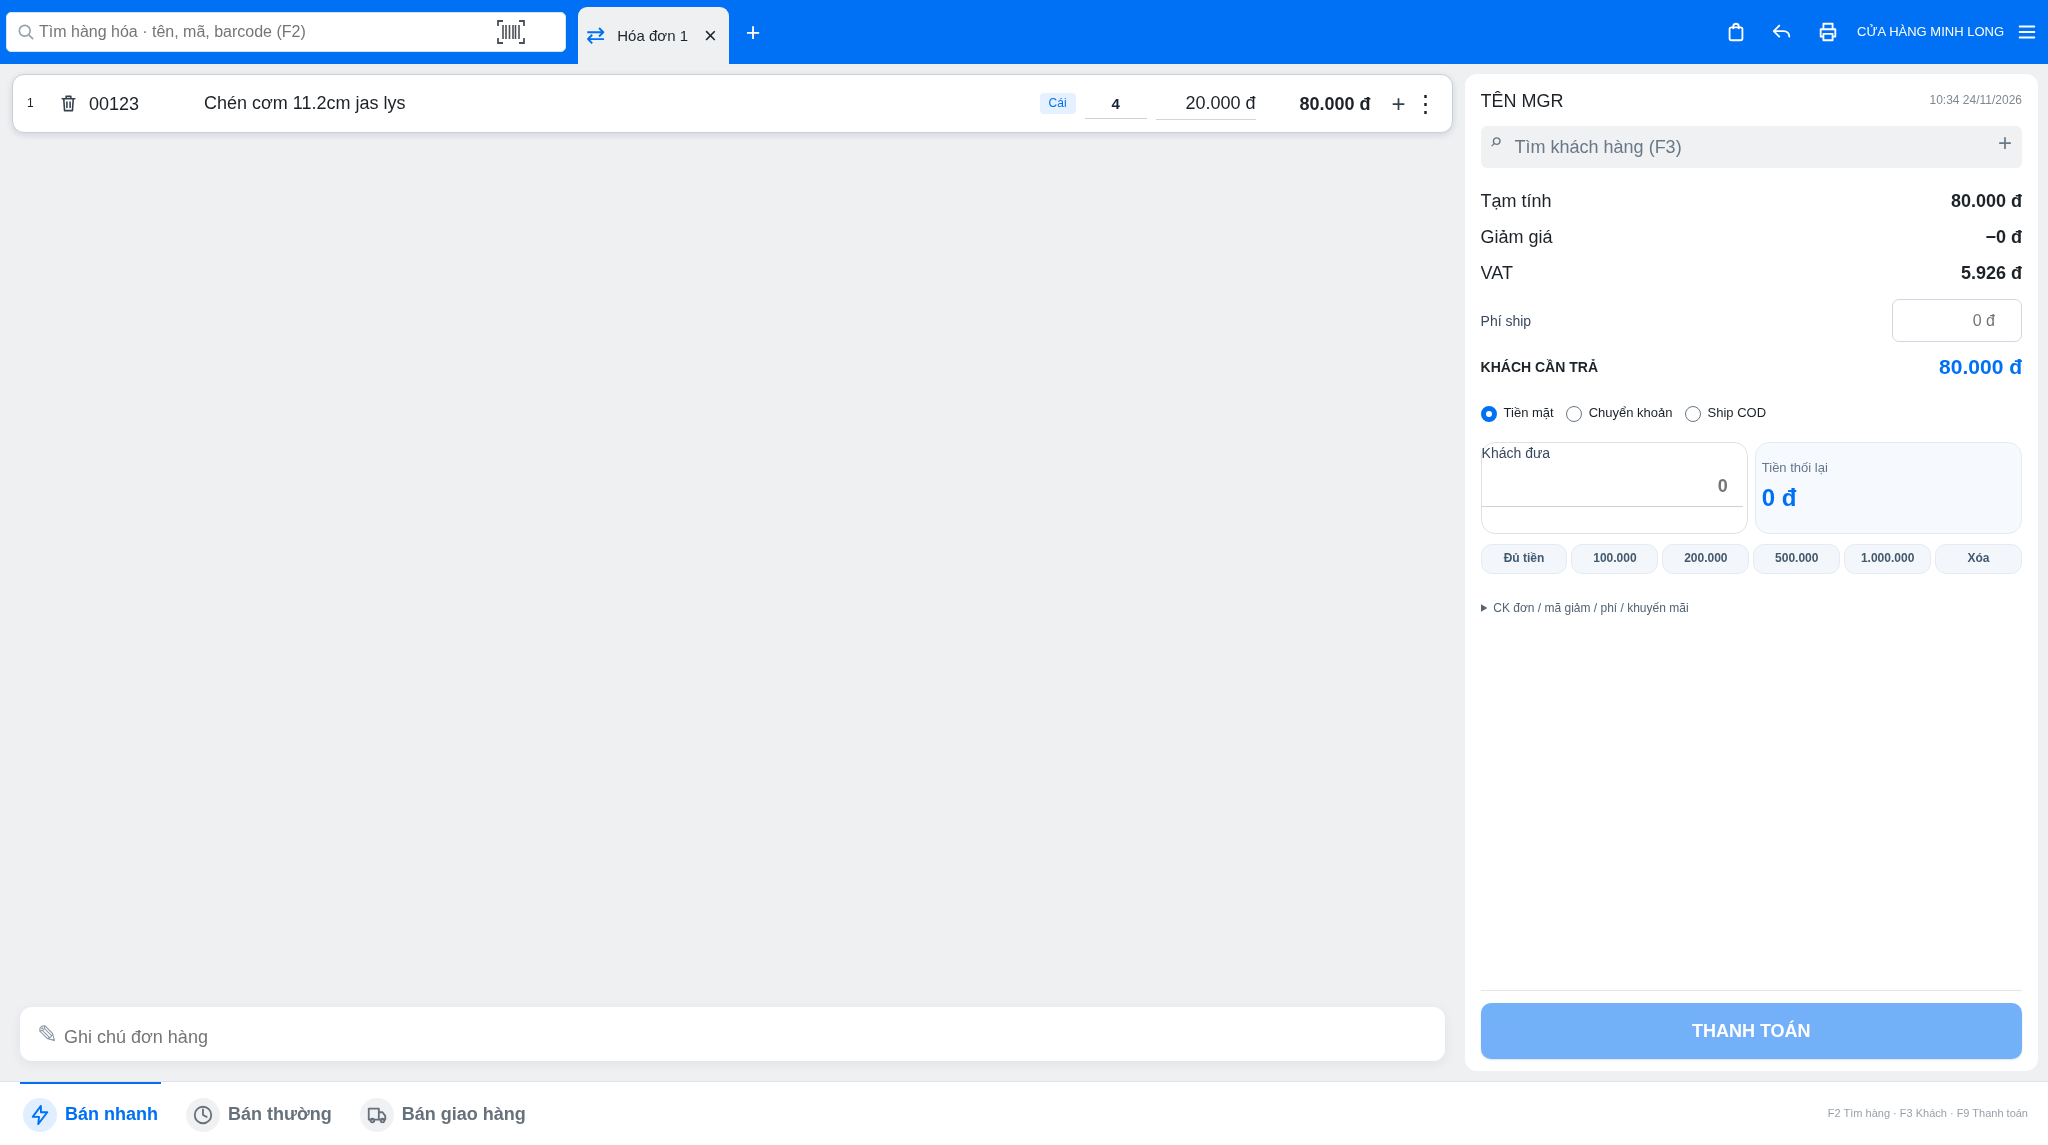 Tìm hàng hóa · tên, mã, barcode (F2)
Hóa đơn 1
CỬA HÀNG MINH LONG
1 00123 Chén cơm 11.2cm jas lys Cái 4 20.000 đ 80.000 đ
TÊN MGR 10:34 24/11/2026
Tìm khách hàng (F3)
Tạm tính 80.000 đ
Giảm giá −0 đ
VAT 5.926 đ
Phí ship 0 đ
KHÁCH CẦN TRẢ 80.000 đ
Tiền mặt Chuyển khoản Ship COD
Khách đưa
0
Tiền thối lại
0 đ
Đủ tiền 100.000 200.000 500.000 1.000.000 Xóa
CK đơn / mã giảm / phí / khuyến mãi
Ghi chú đơn hàng
THANH TOÁN
Bán nhanh Bán thường Bán giao hàng
F2 Tìm hàng · F3 Khách · F9 Thanh toán